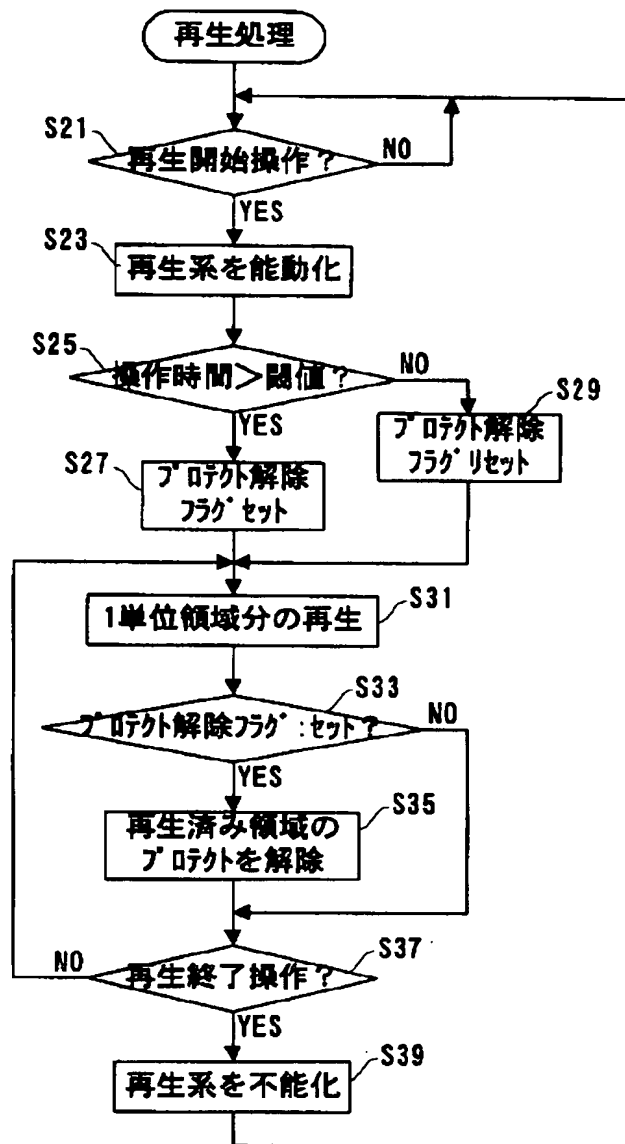 再生処理
S21
再生開始操作?
NO
YES
S23
再生系を能動化
S25
操作時間>閾値?
NO
YES
S29
プロテクト解除
フラグリセット
S27
プロテクト解除
フラグセット
1単位領域分の再生
S31
S33
プロテクト解除フラグ:セット?
NO
YES
S35
再生済み領域の
プロテクトを解除
S37
再生終了操作?
NO
YES
S39
再生系を不能化